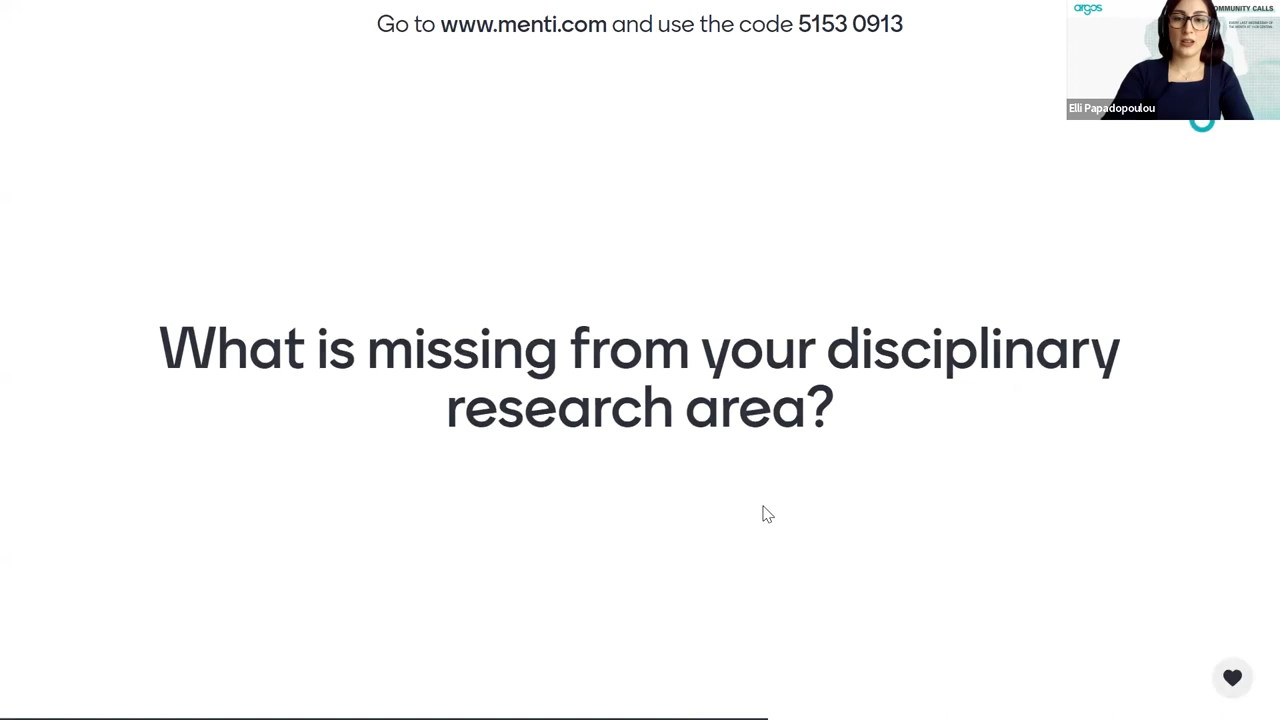 Go to www.menti.com and use the code 5153 0913
argos
OMMUNITY CALLS
Elli Papadopoulou
What is missing from your disciplinary
research area?